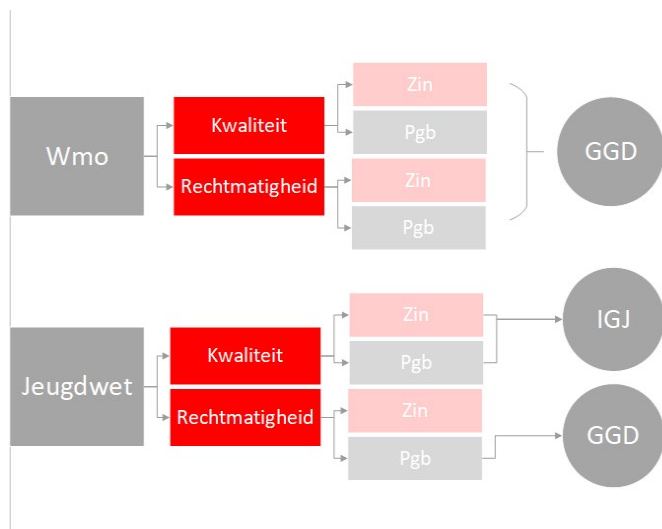 Wmo
Kwaliteit
Zin
Pgb
Rechtmatigheid
Zin
Pgb
GGD
Jeugdwet
Kwaliteit
Zin
Pgb
IGJ
Rechtmatigheid
Zin
Pgb
GGD